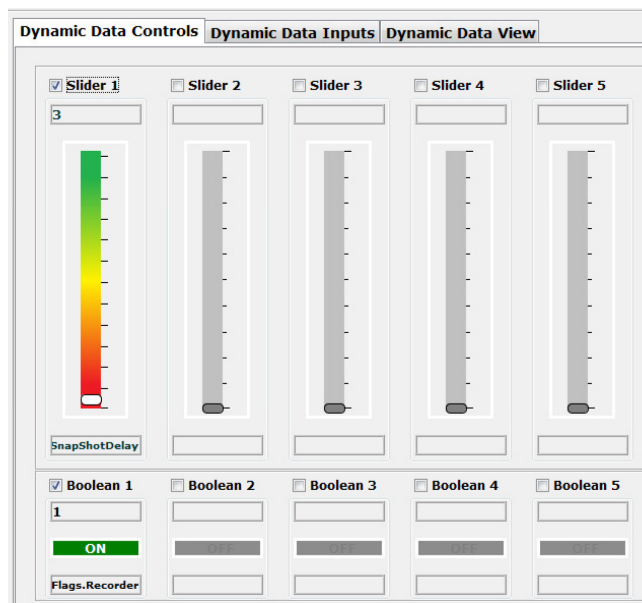 Dynamic Data Controls Dynamic Data Inputs Dynamic Data View
Slider 1 Slider 2 Slider 3 Slider 4 Slider 5
3
SnapShotDelay
Boolean 1 Boolean 2 Boolean 3 Boolean 4 Boolean 5
1
ON OFF OFF OFF OFF
Flags.Recorder